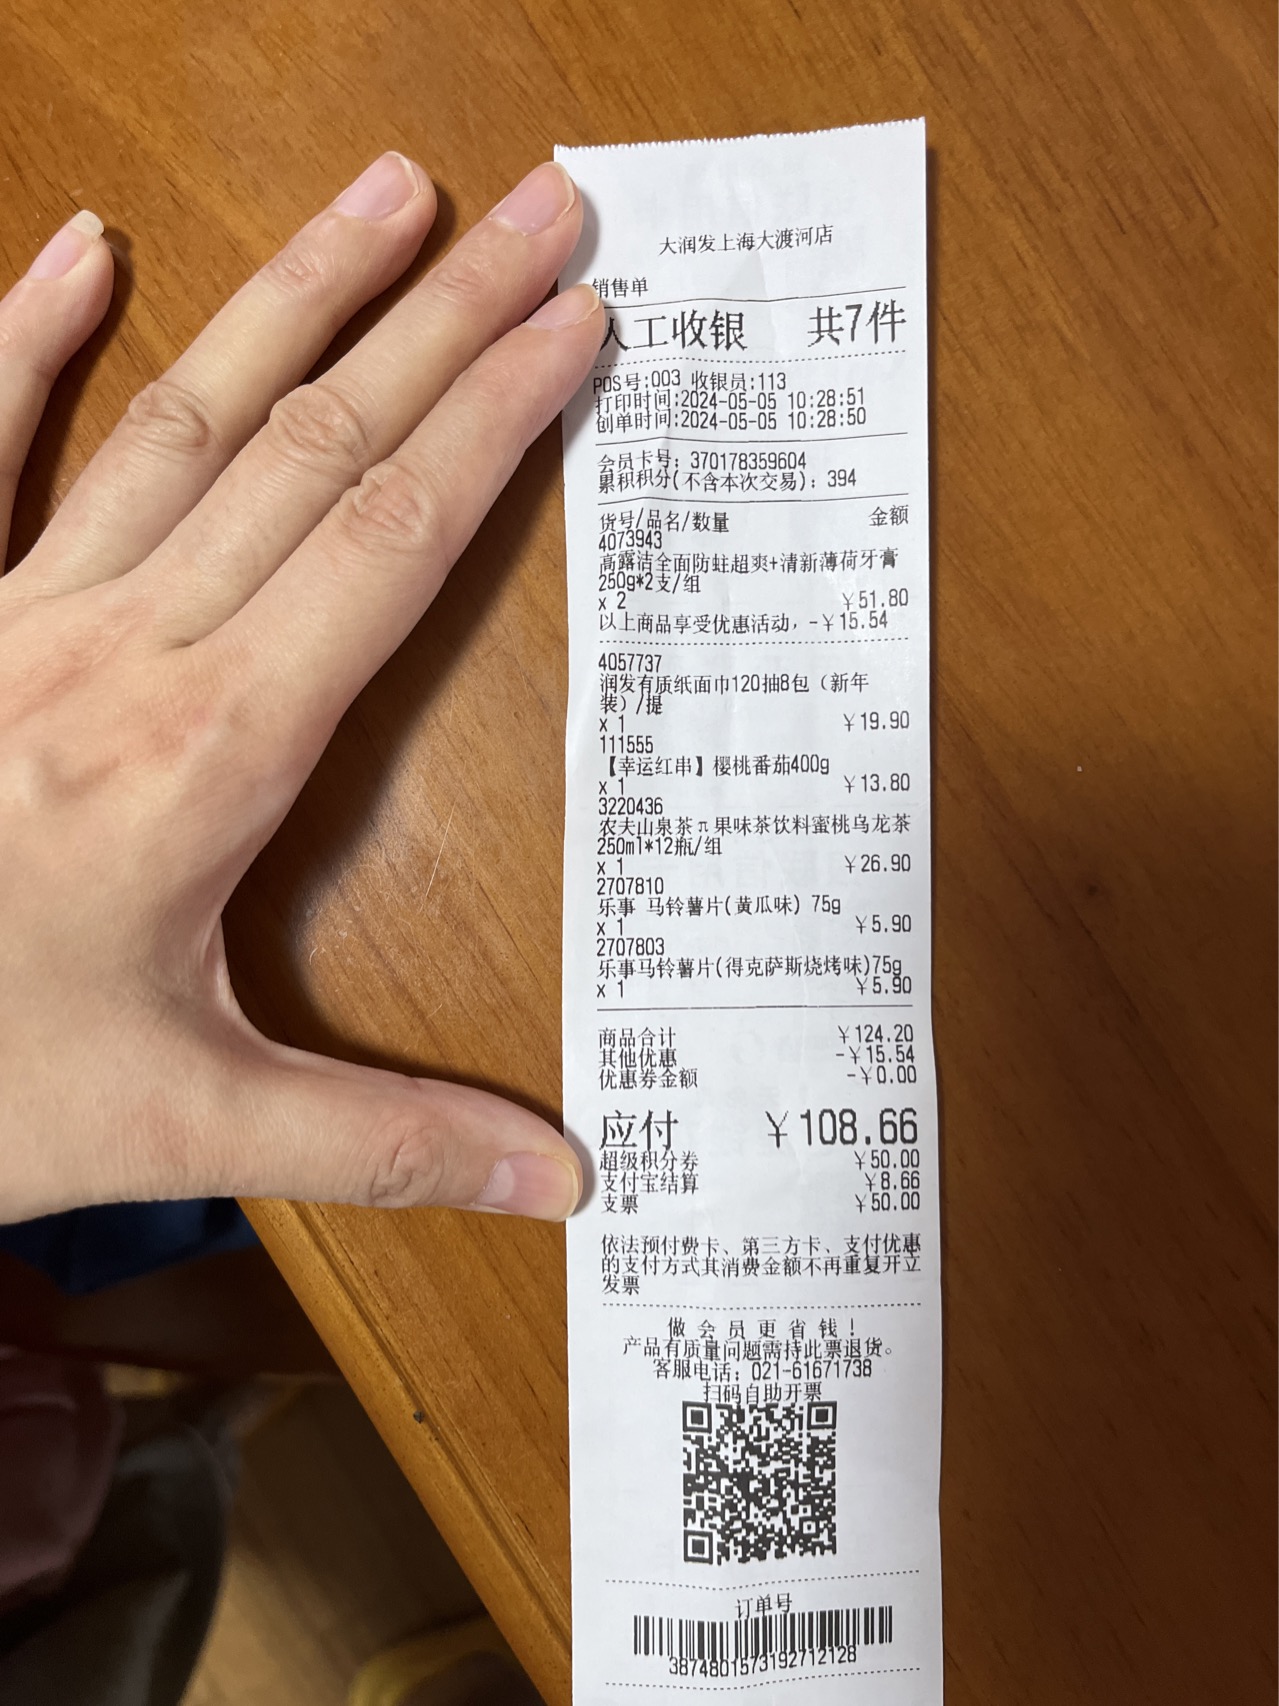 大润发上海大渡河店
销售单
人工收银 共7件
POS号:003 收银员:113
打印时间:2024-05-05 10:28:51
创单时间:2024-05-05 10:28:50
会员卡号: 370178359604
累积积分(不含本次交易): 394
货号/品名/数量 金额
4073943
高露洁全面防蛀超爽+清新薄荷牙膏
250g*2支/组
x 2 ￥51.80
以上商品享受优惠活动, -￥15.54
4057737
润发有质纸面巾120抽8包（新年
装）/提
x 1 ￥19.90
111555
【幸运红串】樱桃番茄400g
x 1 ￥13.80
3220436
农夫山泉茶π果味茶饮料蜜桃乌龙茶
250ml*12瓶/组
x 1 ￥26.90
2707810
乐事 马铃薯片(黄瓜味) 75g
x 1 ￥5.90
2707803
乐事马铃薯片(得克萨斯烧烤味)75g
x 1 ￥5.90
商品合计 ￥124.20
其他优惠 -￥15.54
优惠券金额 -￥0.00
应付 ￥108.66
超级积分券 ￥50.00
支付宝结算 ￥8.66
支票 ￥50.00
依法预付费卡、第三方卡、支付优惠
的支付方式其消费金额不再重复开立
发票
做 会 员 更 省 钱 !
产品有质量问题需持此票退货。
客服电话: 021-61671738
扫码自助开票
订单号
3874801573192712128